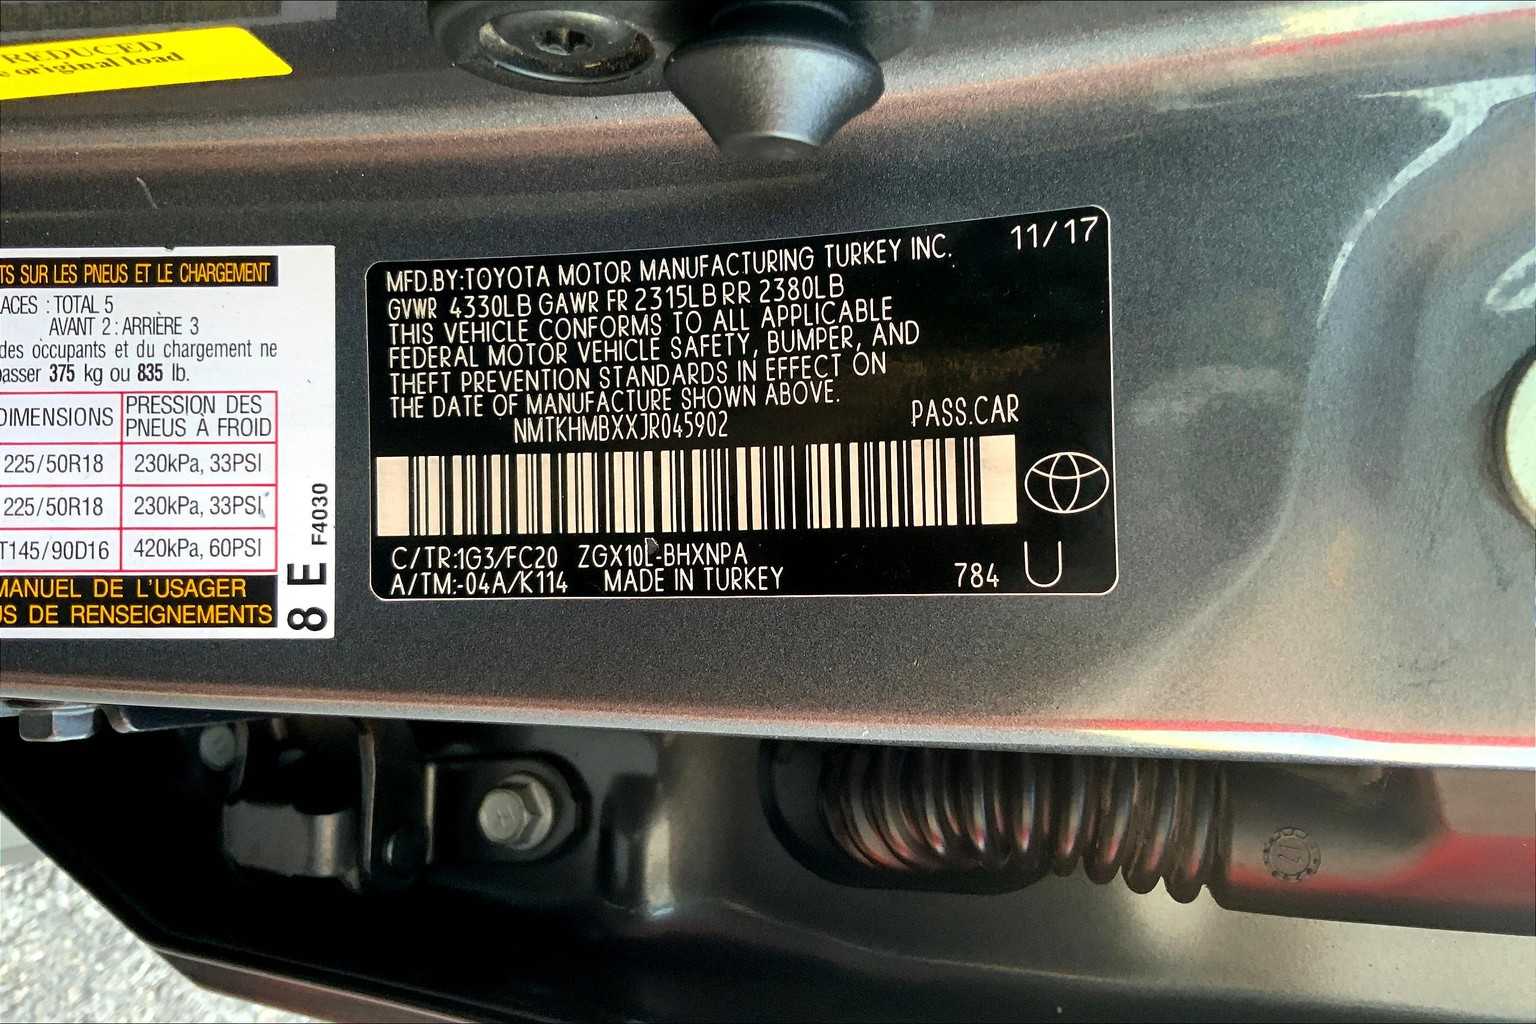 REDUCED
original load
TS SUR LES PNEUS ET LE CHARGEMENT
ACES : TOTAL 5
AVANT 2 : ARRIÈRE 3
des occupants et du chargement ne
passer 375 kg ou 835 lb.
DIMENSIONS PRESSION DES PNEUS À FROID
225/50R18 230kPa, 33PSI
225/50R18 230kPa, 33PSI
T145/90D16 420kPa, 60PSI
MANUEL DE L'USAGER
US DE RENSEIGNEMENTS
8 E F4030
MFD.BY:TOYOTA MOTOR MANUFACTURING TURKEY INC. 11/17
GVWR 4330LB GAWR FR 2315LB RR 2380LB
THIS VEHICLE CONFORMS TO ALL APPLICABLE
FEDERAL MOTOR VEHICLE SAFETY, BUMPER, AND
THEFT PREVENTION STANDARDS IN EFFECT ON
THE DATE OF MANUFACTURE SHOWN ABOVE.
NMTKHMBXXJR045902 PASS.CAR
C/TR:1G3/FC20 ZGX10L-BHXNPA
A/TM:-04A/K114 MADE IN TURKEY 784 U